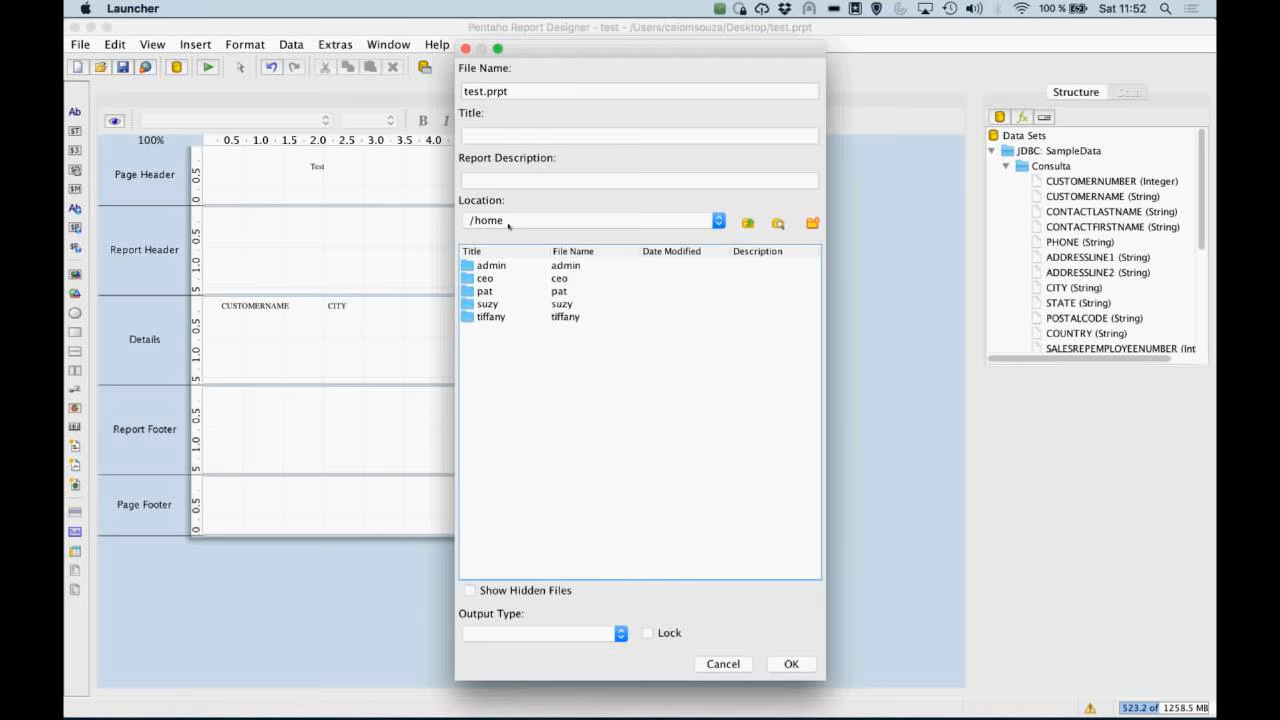 Launcher
100 %
Sat 11:52
Pentaho Report Designer - test - /Users/caiomsouza/Desktop/test.prpt
File Edit View Insert Format Data Extras Window Help
File Name:
test.prpt
Title:
Report Description:
Location:
/home
Title File Name Date Modified Description
admin admin
ceo ceo
pat pat
suzy suzy
tiffany tiffany
Show Hidden Files
Output Type:
Lock
Cancel OK
B I
100%
0.5 1.0 1.5 2.0 2.5 3.0 3.5 4.0
Page Header
Test
Report Header
Details
CUSTOMERNAME CITY
Report Footer
Page Footer
Structure Data
Data Sets
JDBC: SampleData
Consulta
CUSTOMERNUMBER (Integer)
CUSTOMERNAME (String)
CONTACTLASTNAME (String)
CONTACTFIRSTNAME (String)
PHONE (String)
ADDRESSLINE1 (String)
ADDRESSLINE2 (String)
CITY (String)
STATE (String)
POSTALCODE (String)
COUNTRY (String)
SALESREPEMPLOYEENUMBER (Int
523.2 of 1258.5 MB